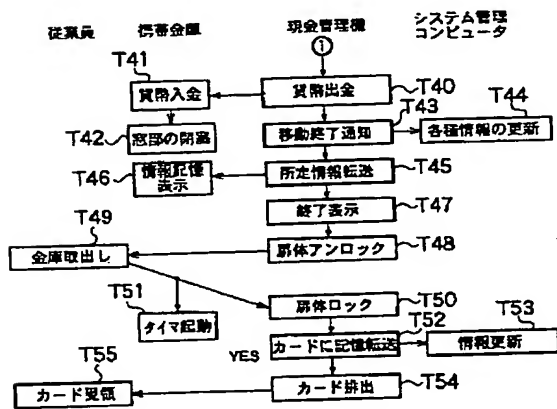 従業員 携帯金庫 現金管理機 システム管理コンピュータ
①
T41 T40
貨幣入金 貨幣出金
T43 T44
T42 窓部の閉塞 移動終了通知 各種情報の更新
T46 情報記憶表示 所定情報転送 T45
終了表示 T47
T49
金庫取出し 扉体アンロック T48
T51 タイマ起動 扉体ロック T50
T52 T53
YES カードに記憶転送 情報更新
T55
カード受領 カード排出 T54